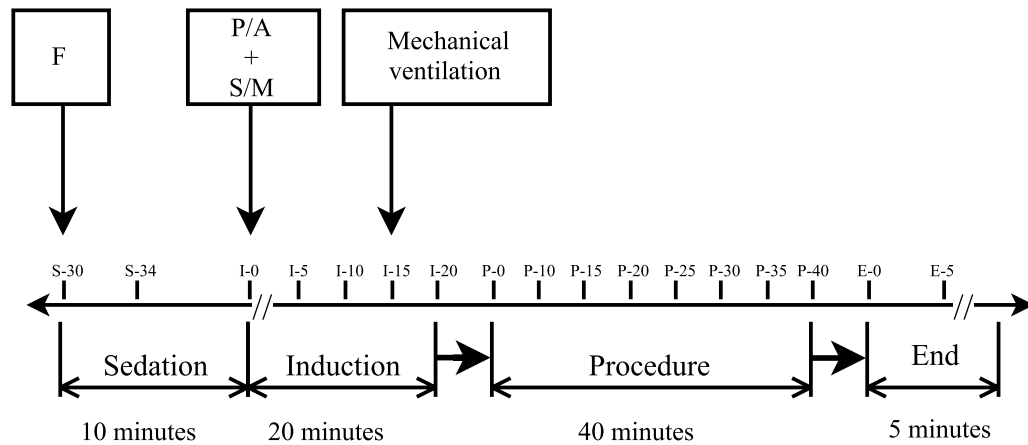 F
P/A
+
S/M
Mechanical
ventilation
S-30 S-34 I-0 I-5 I-10 I-15 I-20 P-0 P-10 P-15 P-20 P-25 P-30 P-35 P-40 E-0 E-5
Sedation Induction Procedure End
10 minutes 20 minutes 40 minutes 5 minutes